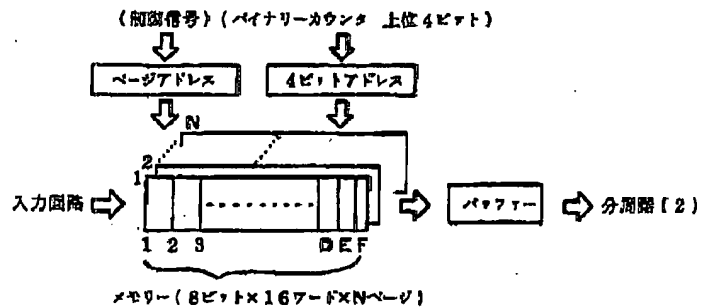 (制御信号)(バイナリーカウンタ 上位4ビット)
ページアドレス 4ビットアドレス
N
2
1
入力回路 バッファー 分周器[2]
1 2 3 D E F
メモリー(8ビット×16ワード×Nページ)